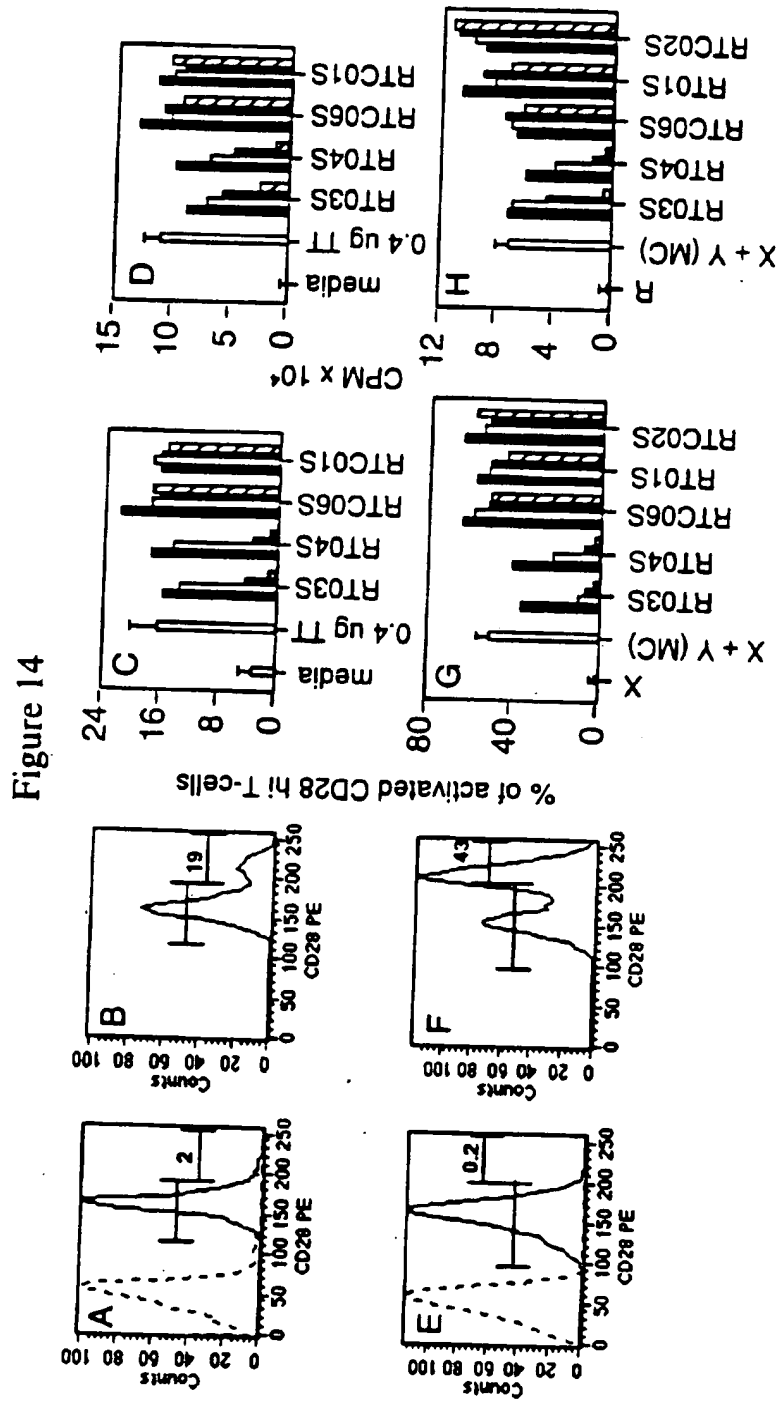 Figure 14
A
Counts
100
80
60
40
20
0
2
0 50 100 150 200 250
CD28 PE
B
Counts
100
80
60
40
20
0
19
0 50 100 150 200 250
CD28 PE
% of activated CD28 hi T-cells
C
24
16
8
0
media
0.4 ug TT
RT03S
RT04S
RTC06S
RTC01S
CPM x 10⁴
D
15
10
5
0
media
0.4 ug TT
RT03S
RT04S
RTC06S
RTC01S
E
Counts
100
80
60
40
20
0
0.2
0 50 100 150 200 250
CD28 PE
F
Counts
100
80
60
40
20
0
43
0 50 100 150 200 250
CD28 PE
G
80
40
0
X
X + Y (MC)
RT03S
RT04S
RTC06S
RT01S
RTC02S
H
12
8
4
0
R
X + Y (MC)
RT03S
RT04S
RTC06S
RT01S
RTC02S